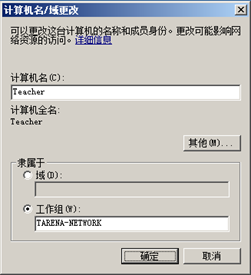 计算机名/域更改
可以更改这台计算机的名称和成员身份。更改可能影响网
络资源的访问。详细信息
计算机名(C):
Teacher
计算机全名:
Teacher
其他(M)...
隶属于
域(D):
工作组(W):
TARENA-NETWORK
确定
取消